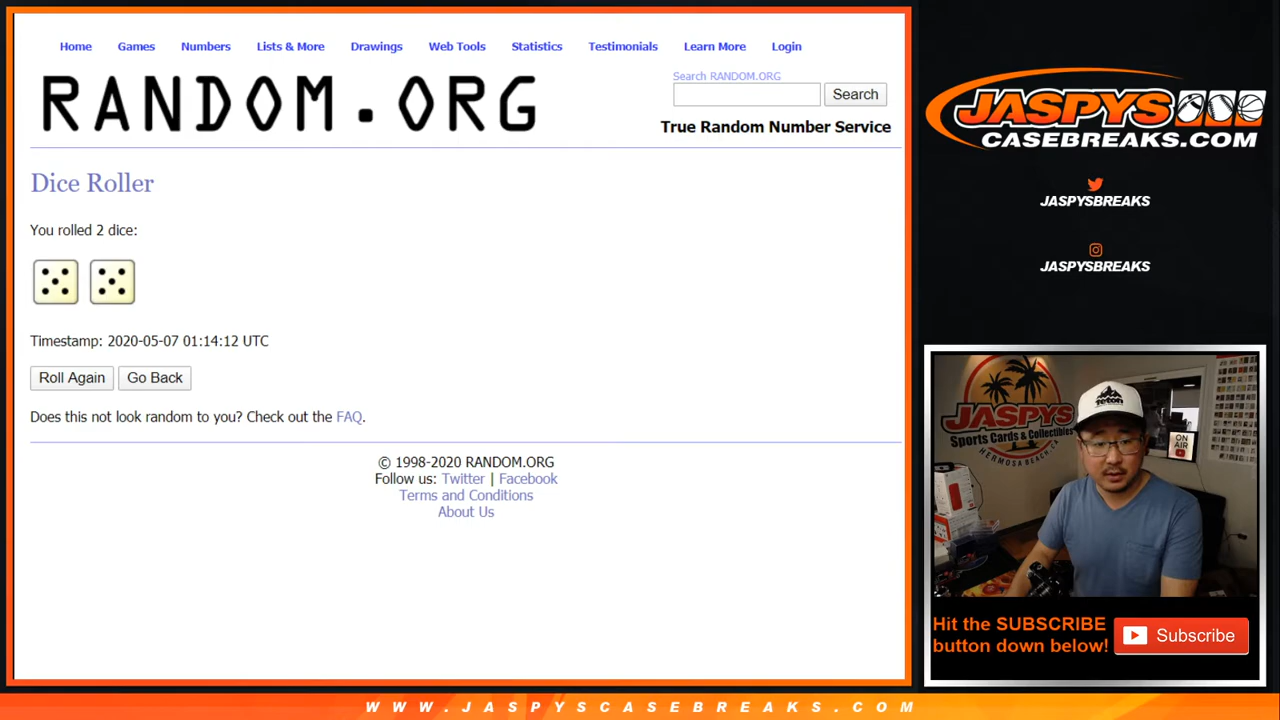 Home Games Numbers Lists & More Drawings Web Tools Statistics Testimonials Learn More Login
RANDOM.ORG
Search RANDOM.ORG
Search
True Random Number Service
Dice Roller
You rolled 2 dice:
Timestamp: 2020-05-07 01:14:12 UTC
Roll Again Go Back
Does this not look random to you? Check out the FAQ.
© 1998-2020 RANDOM.ORG
Follow us: Twitter | Facebook
Terms and Conditions
About Us
JASPYS
CASEBREAKS.COM
JASPYSBREAKS
JASPYSBREAKS
JASPYS
Sports Cards & Collectibles
HERMOSA BEACH, CA
teton
ON
AIR
Hit the SUBSCRIBE
button down below!
Subscribe
WWW.JASPYSCASEBREAKS.COM